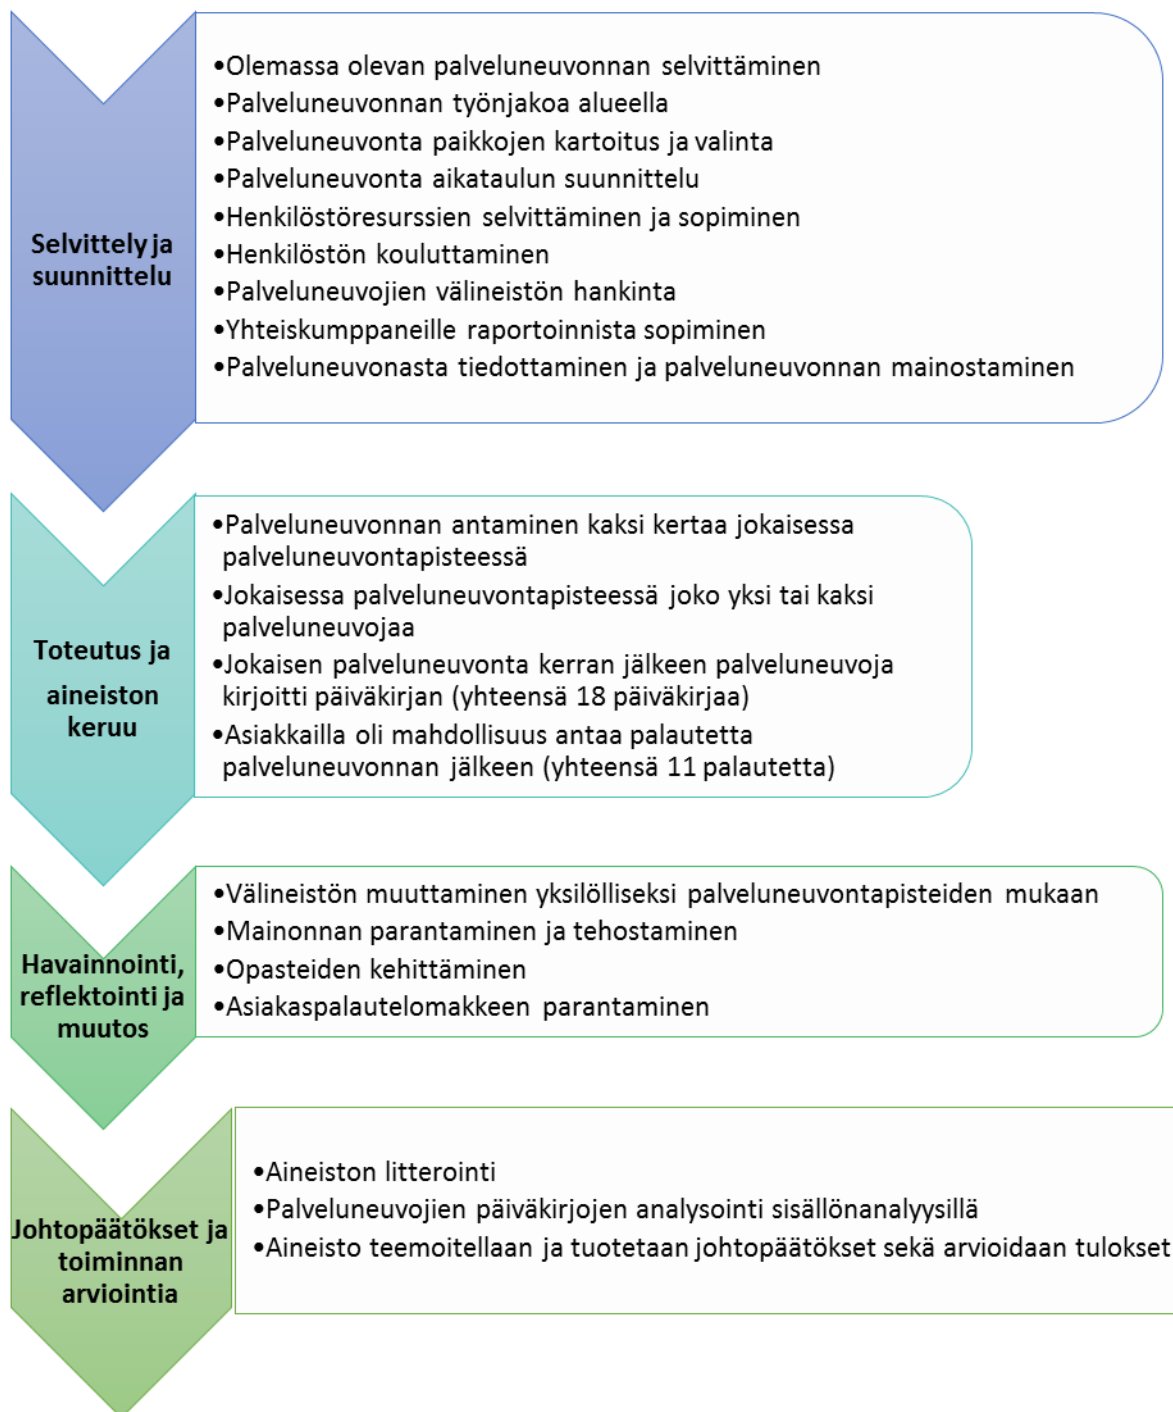 Selvittely ja
suunnittelu
•Olemassa olevan palveluneuvonnan selvittäminen
•Palveluneuvonnan työnjakoa alueella
•Palveluneuvonta paikkojen kartoitus ja valinta
•Palveluneuvonta aikataulun suunnittelu
•Henkilöstöresurssien selvittäminen ja sopiminen
•Henkilöstön kouluttaminen
•Palveluneuvojien välineistön hankinta
•Yhteiskumppaneille raportoinnista sopiminen
•Palveluneuvonasta tiedottaminen ja palveluneuvonnan mainostaminen
Toteutus ja
aineiston
keruu
•Palveluneuvonnan antaminen kaksi kertaa jokaisessa
palveluneuvontapisteessä
•Jokaisessa palveluneuvontapisteessä joko yksi tai kaksi
palveluneuvojaa
•Jokaisen palveluneuvonta kerran jälkeen palveluneuvoja
kirjoitti päiväkirjan (yhteensä 18 päiväkirjaa)
•Asiakkailla oli mahdollisuus antaa palautetta
palveluneuvonnan jälkeen (yhteensä 11 palautetta)
Havainnointi,
reflektointi ja
muutos
•Välineistön muuttaminen yksilölliseksi palveluneuvontapisteiden mukaan
•Mainonnan parantaminen ja tehostaminen
•Opasteiden kehittäminen
•Asiakaspalautelomakkeen parantaminen
Johtopäätökset ja
toiminnan
arviointia
•Aineiston litterointi
•Palveluneuvojien päiväkirjojen analysointi sisällönanalyysillä
•Aineisto teemoitellaan ja tuotetaan johtopäätökset sekä arvioidaan tulokset